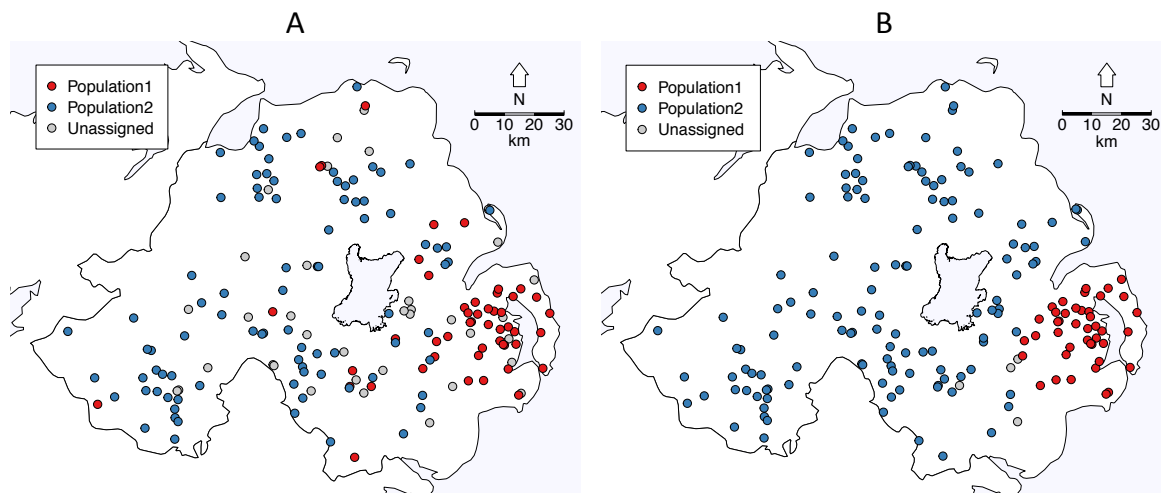 A
B
Population1
Population2
Unassigned
N
0 10 20 30
km
Population1
Population2
Unassigned
N
0 10 20 30
km